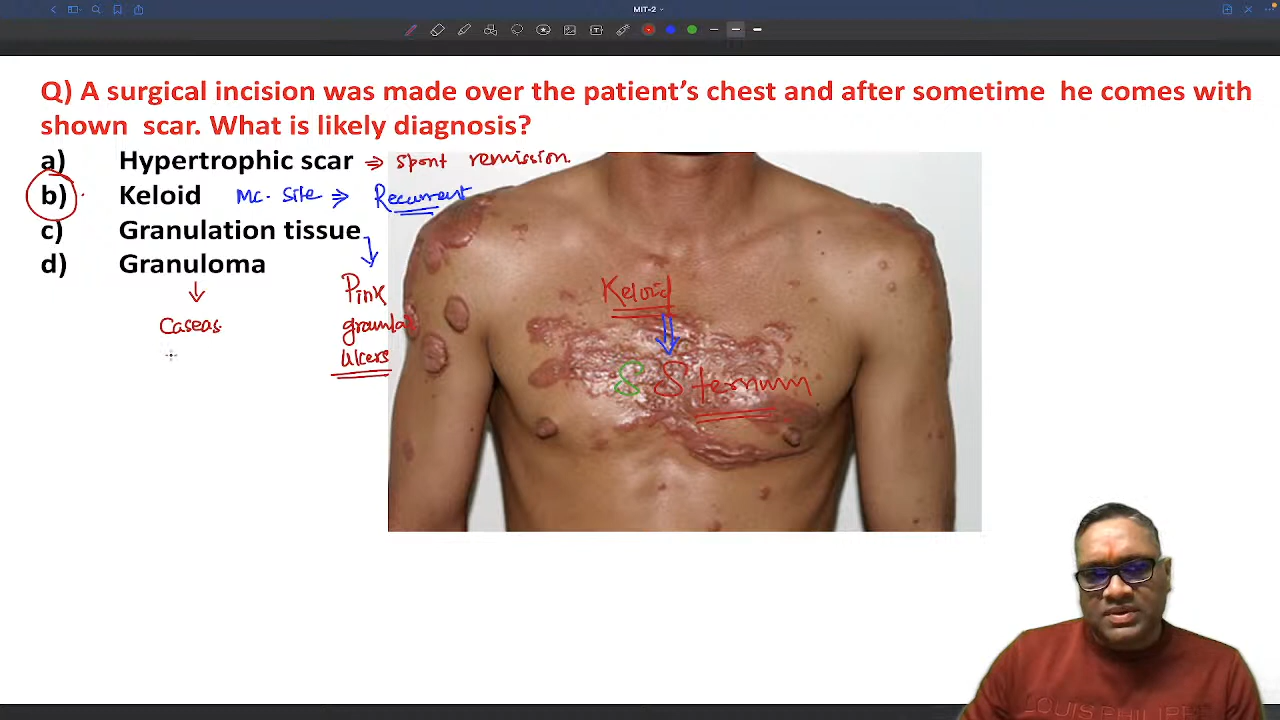 MIT-2
Q) A surgical incision was made over the patient’s chest and after sometime he comes with
shown scar. What is likely diagnosis?
a) Hypertrophic scar ⇒ spont remission.
b) Keloid Mc. site ⇒ Recurrent
c) Granulation tissue
d) Granuloma
Pink
granular
Ulcers
Caseas.
Keloid
S Sternum
LOUIS PHILIPPE